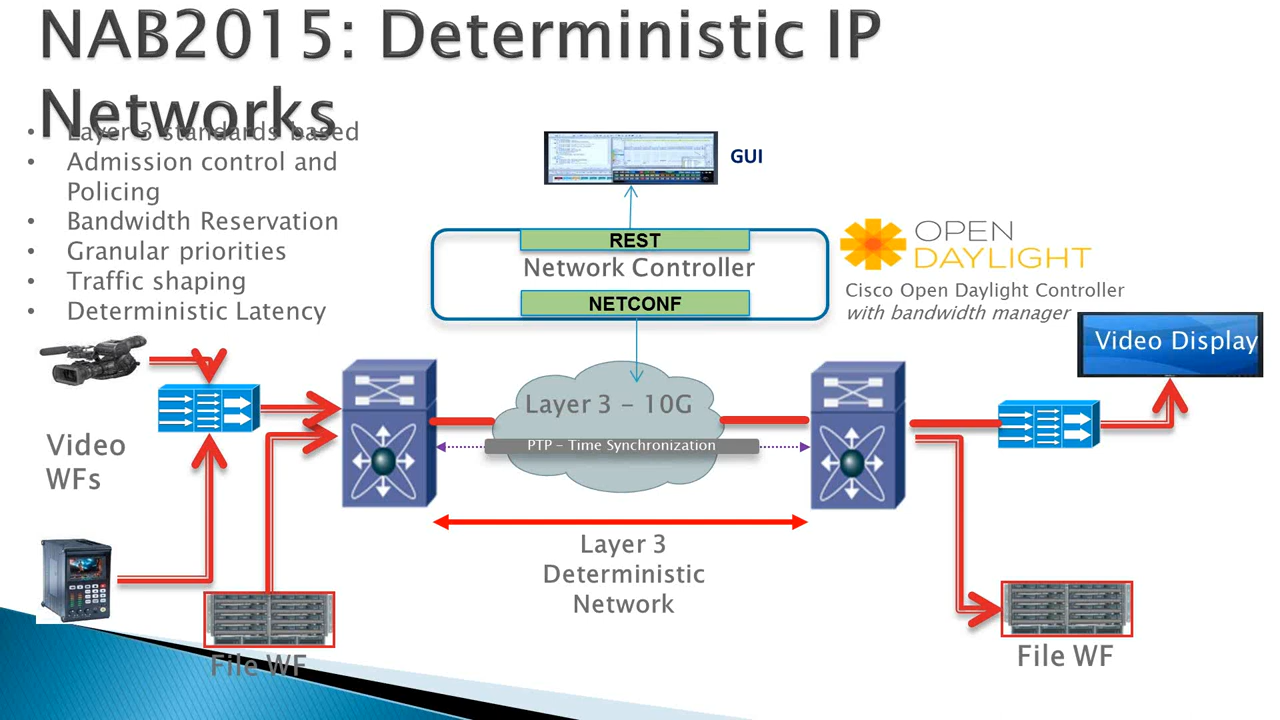 NAB2015: Deterministic IP
Networks
• Layer 3 standards based
• Admission control and
Policing
• Bandwidth Reservation
• Granular priorities
• Traffic shaping
• Deterministic Latency
GUI
REST
Network Controller
NETCONF
OPEN
DAYLIGHT
Cisco Open Daylight Controller
with bandwidth manager
Video Display
Layer 3 - 10G
PTP – Time Synchronization
Video
WFs
Layer 3
Deterministic
Network
File WF
File WF